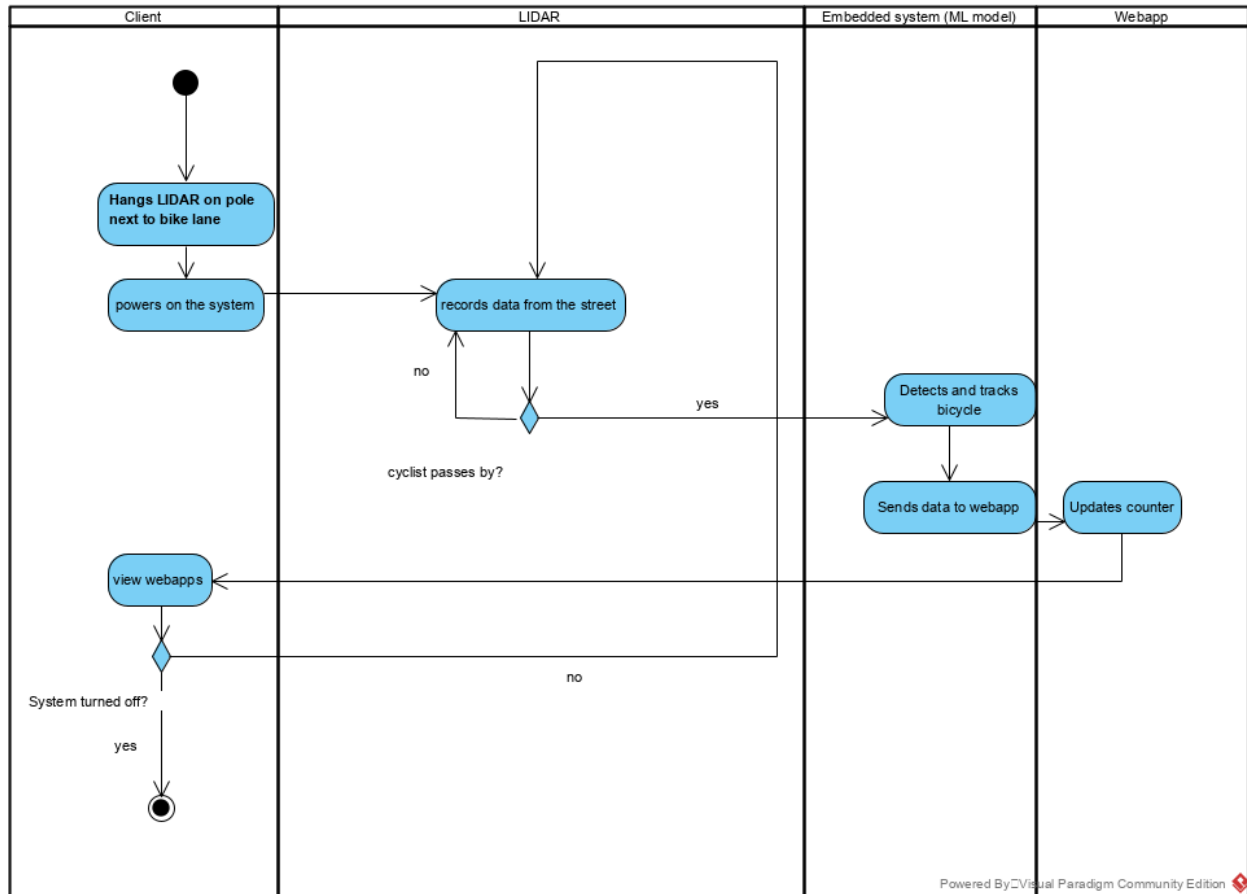 Client
LIDAR
Embedded system (ML model)
Webapp
Hangs LIDAR on pole
next to bike lane
powers on the system
records data from the street
no
Detects and tracks
bicycle
yes
cyclist passes by?
Sends data to webapp
Updates counter
view webapps
no
System turned off?
yes
Powered By□Visual Paradigm Community Edition